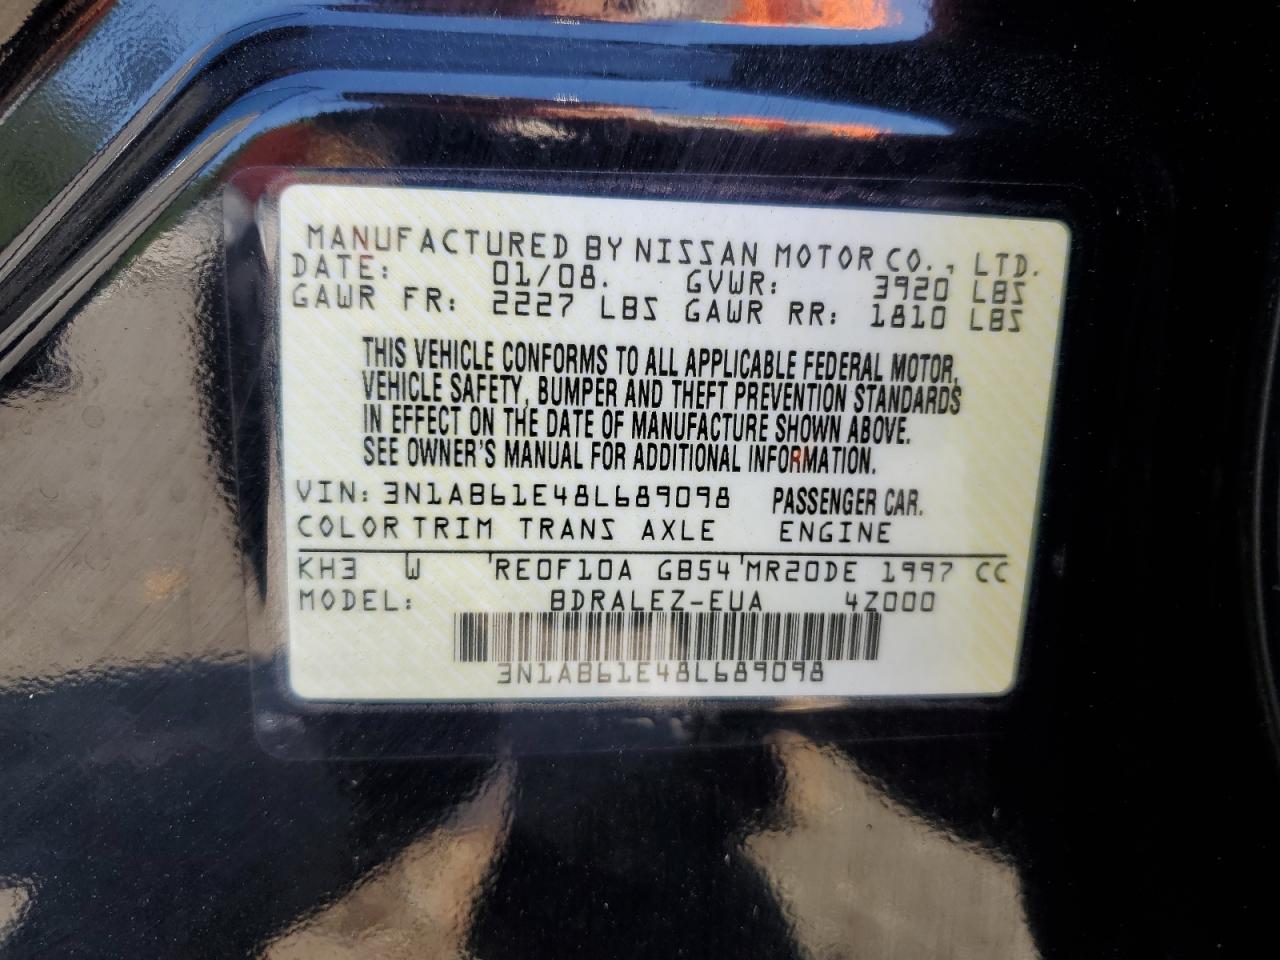 MANUFACTURED BY NISSAN MOTOR CO., LTD.
DATE: 01/08. GVWR: 3920 LBS
GAWR FR: 2227 LBS GAWR RR: 1810 LBS
THIS VEHICLE CONFORMS TO ALL APPLICABLE FEDERAL MOTOR
VEHICLE SAFETY, BUMPER AND THEFT PREVENTION STANDARDS
IN EFFECT ON THE DATE OF MANUFACTURE SHOWN ABOVE.
SEE OWNER'S MANUAL FOR ADDITIONAL INFORMATION.
VIN: 3N1AB61E48L689098 PASSENGER CAR.
COLOR TRIM TRANS AXLE ENGINE
KH3 W 'RE0F10A GB54'MR20DE 1997 CC
MODEL: BDRALEZ-EUA 4Z000
3N1AB61E48L689098